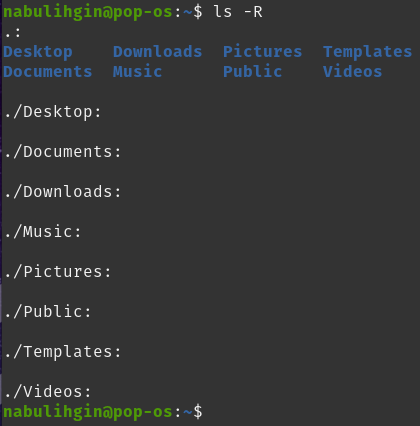 nabulihgin@pop-os:~$ ls -R
.:
Desktop Downloads Pictures Templates
Documents Music Public Videos
./Desktop:
./Documents:
./Downloads:
./Music:
./Pictures:
./Public:
./Templates:
./Videos:
nabulihgin@pop-os:~$